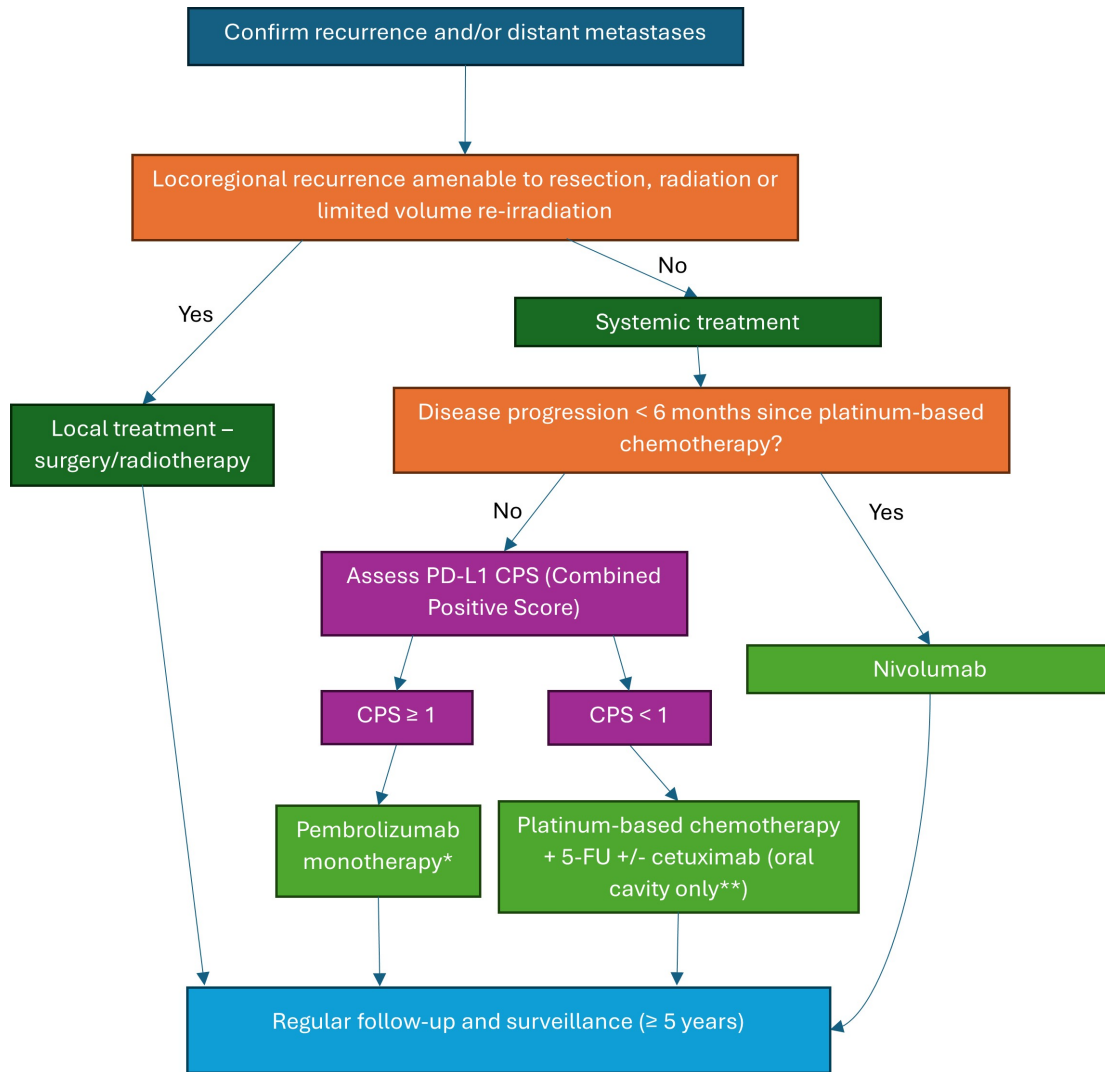 Confirm recurrence and/or distant metastases
Locoregional recurrence amenable to resection, radiation or
limited volume re-irradiation
No
Yes
Systemic treatment
Disease progression < 6 months since platinum-based
chemotherapy?
Local treatment –
surgery/radiotherapy
No
Yes
Assess PD-L1 CPS (Combined
Positive Score)
Nivolumab
CPS ≥ 1
CPS < 1
Pembrolizumab
monotherapy*
Platinum-based chemotherapy
+ 5-FU +/- cetuximab (oral
cavity only**)
Regular follow-up and surveillance (≥ 5 years)